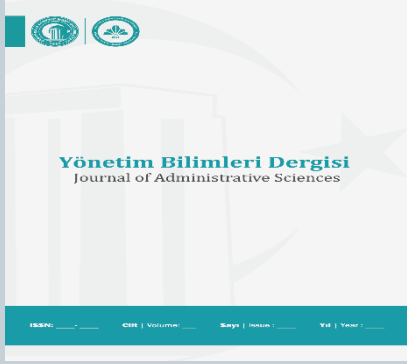 Yönetim Bilimleri Dergisi
Journal of Administrative Sciences
ISSN: ____- ____ Cilt | Volume: ___ Sayı | Issue : ____ Yıl | Year : ____